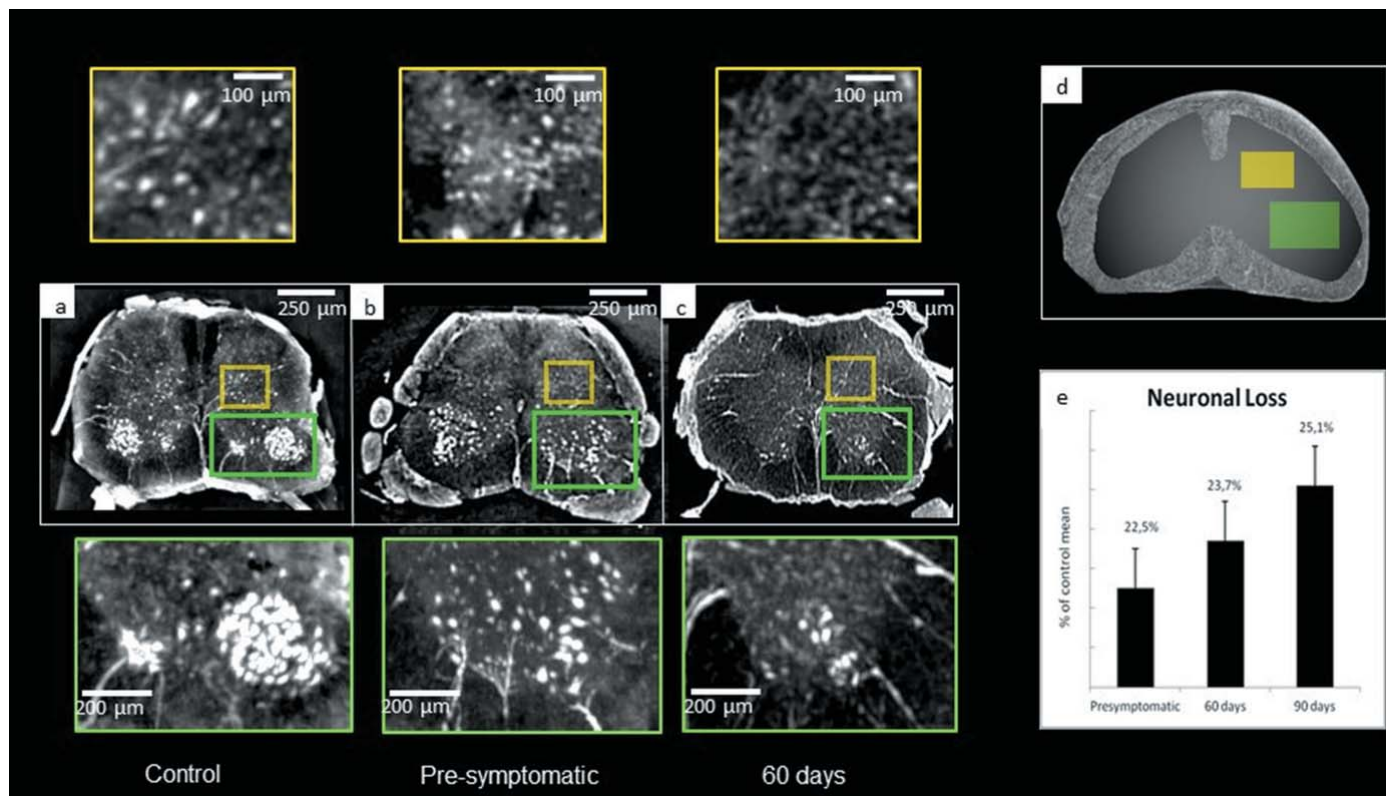 100 µm
100 µm
100 µm
d
a
250 µm
b
250 µm
c
250 µm
e
Neuronal Loss
25,1%
23,7%
22,5%
% of control mean
Presymptomatic
60 days
90 days
200 µm
200 µm
200 µm
Control
Pre-symptomatic
60 days